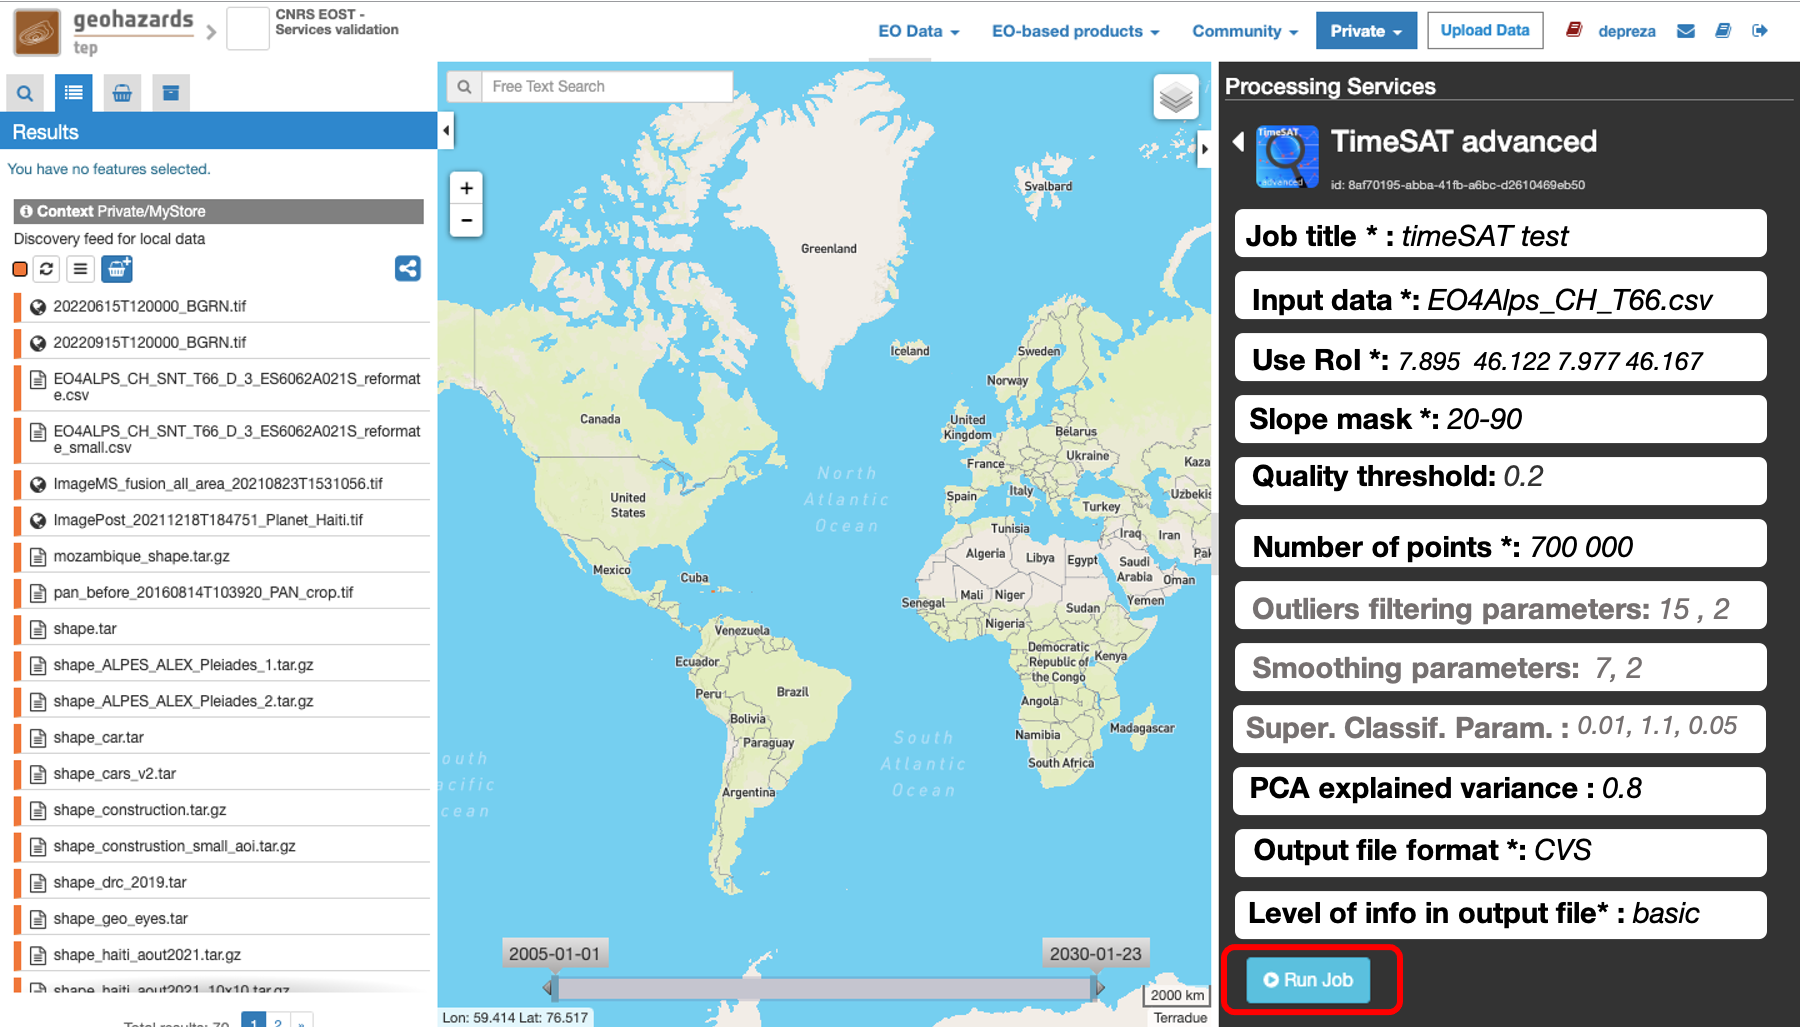 geohazards
tep
CNRS EOST -
Services validation
EO Data
EO-based products
Community
Private
Upload Data
depreza
Results
You have no features selected.
Context Private/MyStore
Discovery feed for local data
20220615T120000_BGRN.tif
20220915T120000_BGRN.tif
EO4ALPS_CH_SNT_T66_D_3_ES6062A021S_reformat
e.csv
EO4ALPS_CH_SNT_T66_D_3_ES6062A021S_reformat
e_small.csv
ImageMS_fusion_all_area_20210823T1531056.tif
ImagePost_20211218T184751_Planet_Haiti.tif
mozambique_shape.tar.gz
pan_before_20160814T103920_PAN_crop.tif
shape.tar
shape_ALPES_ALEX_Pleiades_1.tar.gz
shape_ALPES_ALEX_Pleiades_2.tar.gz
shape_car.tar
shape_cars_v2.tar
shape_construction.tar.gz
shape_construstion_small_aoi.tar.gz
shape_drc_2019.tar
shape_geo_eyes.tar
shape_haiti_aout2021.tar.gz
shape_haiti_aout2021_10x10.tar.gz
Total results: 70
1 2 »
Free Text Search
+
−
Svalbard
Greenland
Iceland
Sweden
Norway
Canada
United
Kingdom
Belarus
Ukraine
France
Kaza
North
Atlantic
Ocean
United
States
Spain
Italy
Uzbekis
Turkey
Tunisia
Iraq
Iran
Algeria
Libya
Egypt
Pak
Saudi
Arabia
Oman
Mexico
Cuba
Mali
Niger
Senegal
Sudan
Yemen
Nigeria
Venezuela
Democratic
Republic of
the Congo
Kenya
Ecuador
Peru
Brazil
Angola
Bolivia
Madagascar
Namibia
Paraguay
South
Atlantic
Ocean
South Africa
outh
acific
cean
Argentina
2005-01-01
2030-01-23
2000 km
Lon: 59.414 Lat: 76.517
Terradue
Processing Services
TimeSAT
advanced
TimeSAT advanced
id: 8af70195-abba-41fb-a6bc-d2610469eb50
Job title * : timeSAT test
Input data *: EO4Alps_CH_T66.csv
Use RoI *: 7.895 46.122 7.977 46.167
Slope mask *: 20-90
Quality threshold: 0.2
Number of points *: 700 000
Outliers filtering parameters: 15 , 2
Smoothing parameters: 7, 2
Super. Classif. Param. : 0.01, 1.1, 0.05
PCA explained variance : 0.8
Output file format *: CVS
Level of info in output file* : basic
Run Job